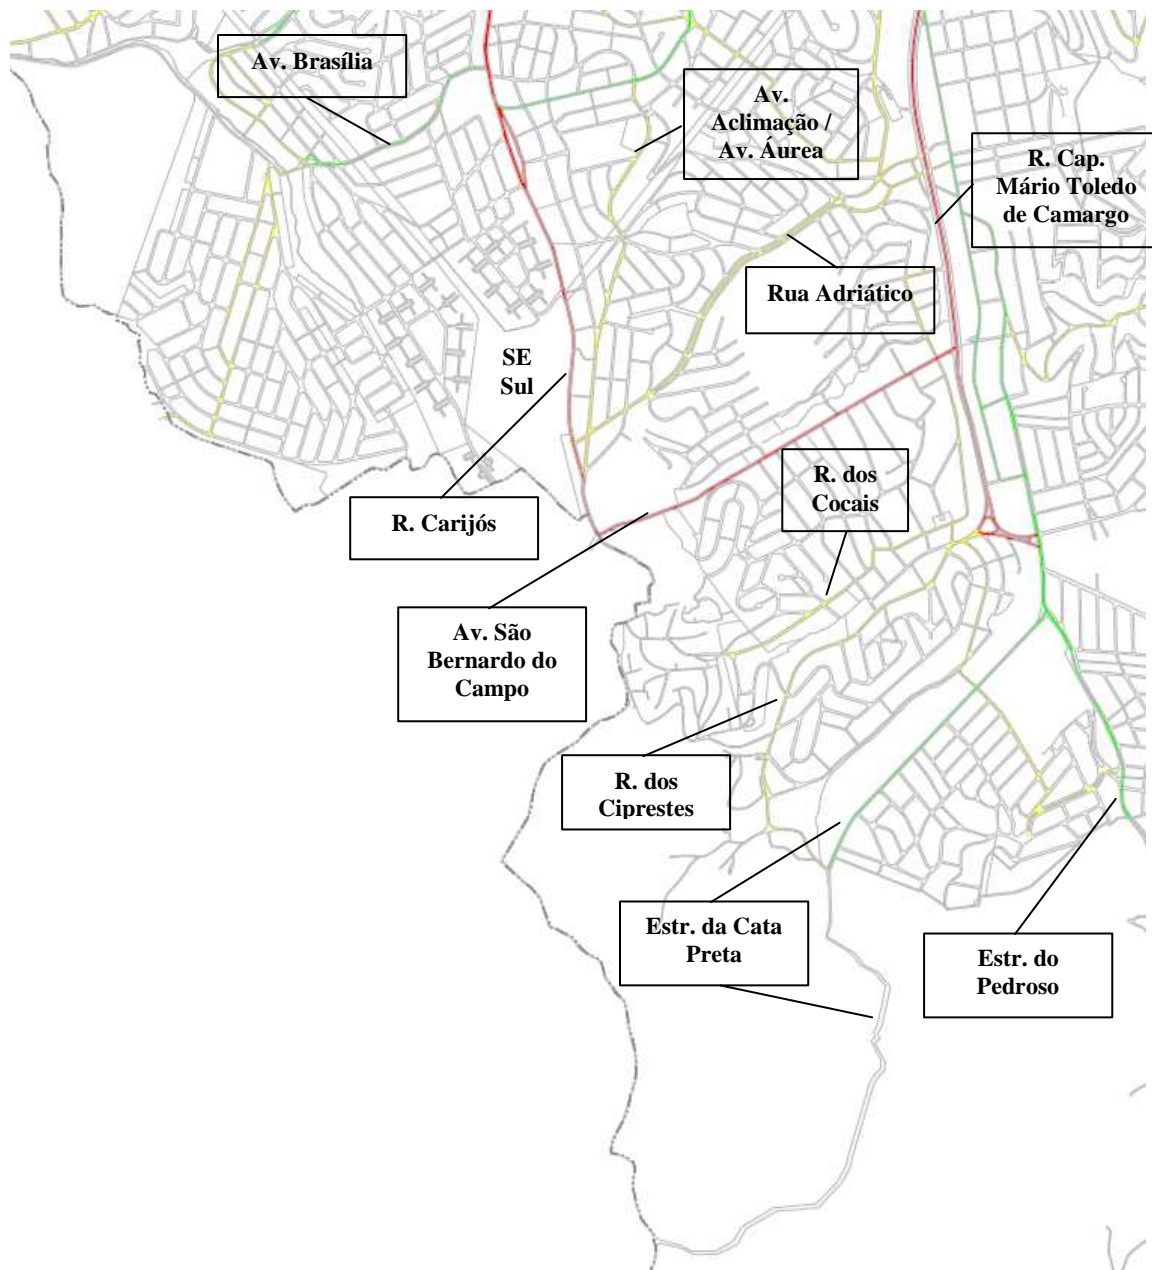 Av. Brasília
Av.
Aclimação /
Av. Áurea
R. Cap.
Mário Toledo
de Camargo
Rua Adriático
SE
Sul
R. dos
Cocais
R. Carijós
Av. São
Bernardo do
Campo
R. dos
Ciprestes
Estr. da Cata
Preta
Estr. do
Pedroso